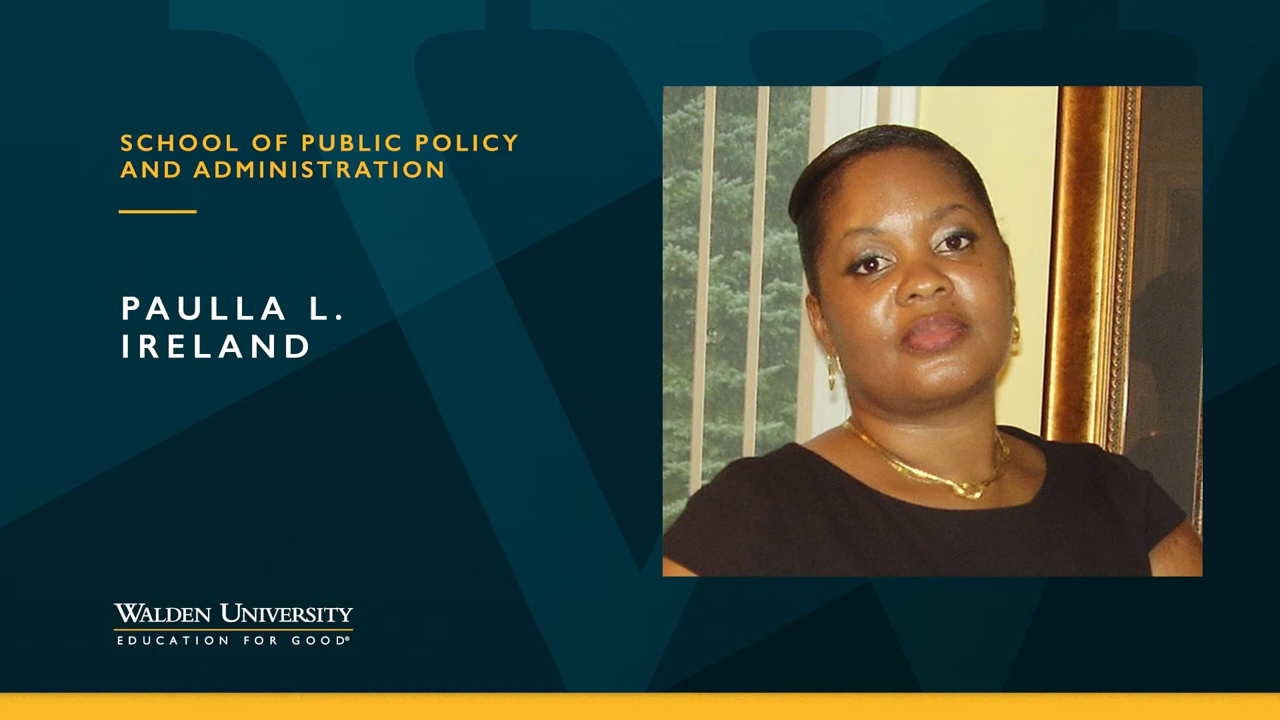 SCHOOL OF PUBLIC POLICY
AND ADMINISTRATION
PAULLA L.
IRELAND
WALDEN UNIVERSITY
EDUCATION FOR GOOD®